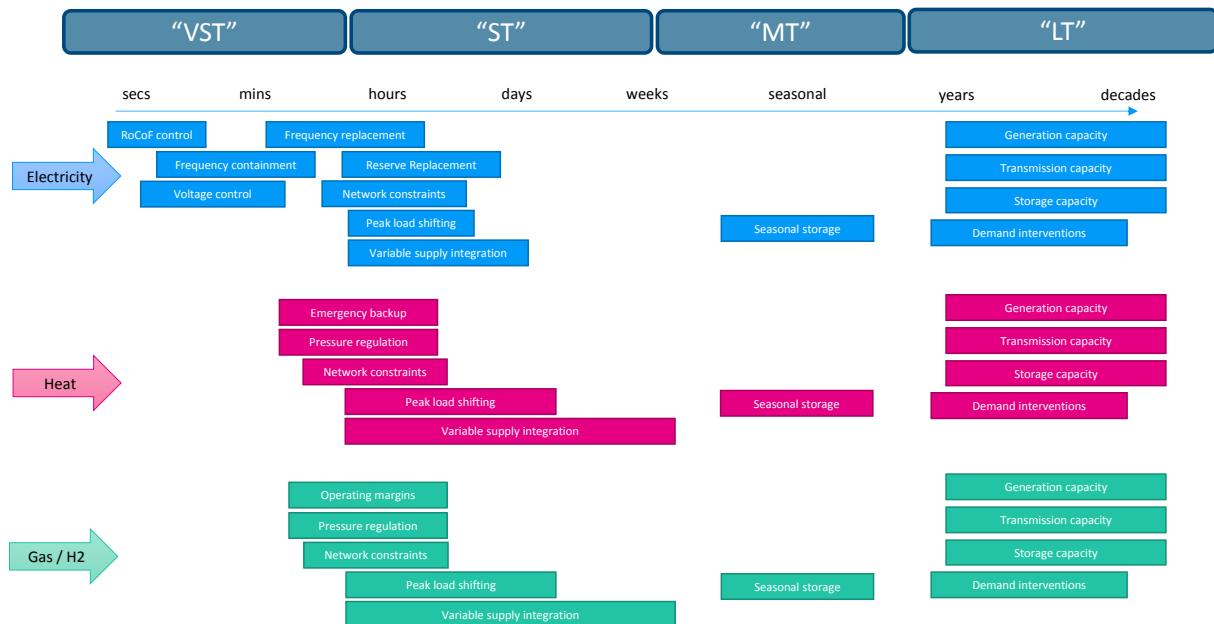 “VST” “ST” “MT” “LT”
secs mins hours days weeks seasonal years decades
RoCoF control Frequency replacement Generation capacity
Frequency containment Reserve Replacement Transmission capacity
Electricity
Voltage control Network constraints Storage capacity
Peak load shifting Seasonal storage Demand interventions
Variable supply integration
Emergency backup Generation capacity
Pressure regulation Transmission capacity
Network constraints Storage capacity
Heat
Peak load shifting Seasonal storage Demand interventions
Variable supply integration
Operating margins Generation capacity
Pressure regulation Transmission capacity
Network constraints Storage capacity
Gas / H2
Peak load shifting Seasonal storage Demand interventions
Variable supply integration